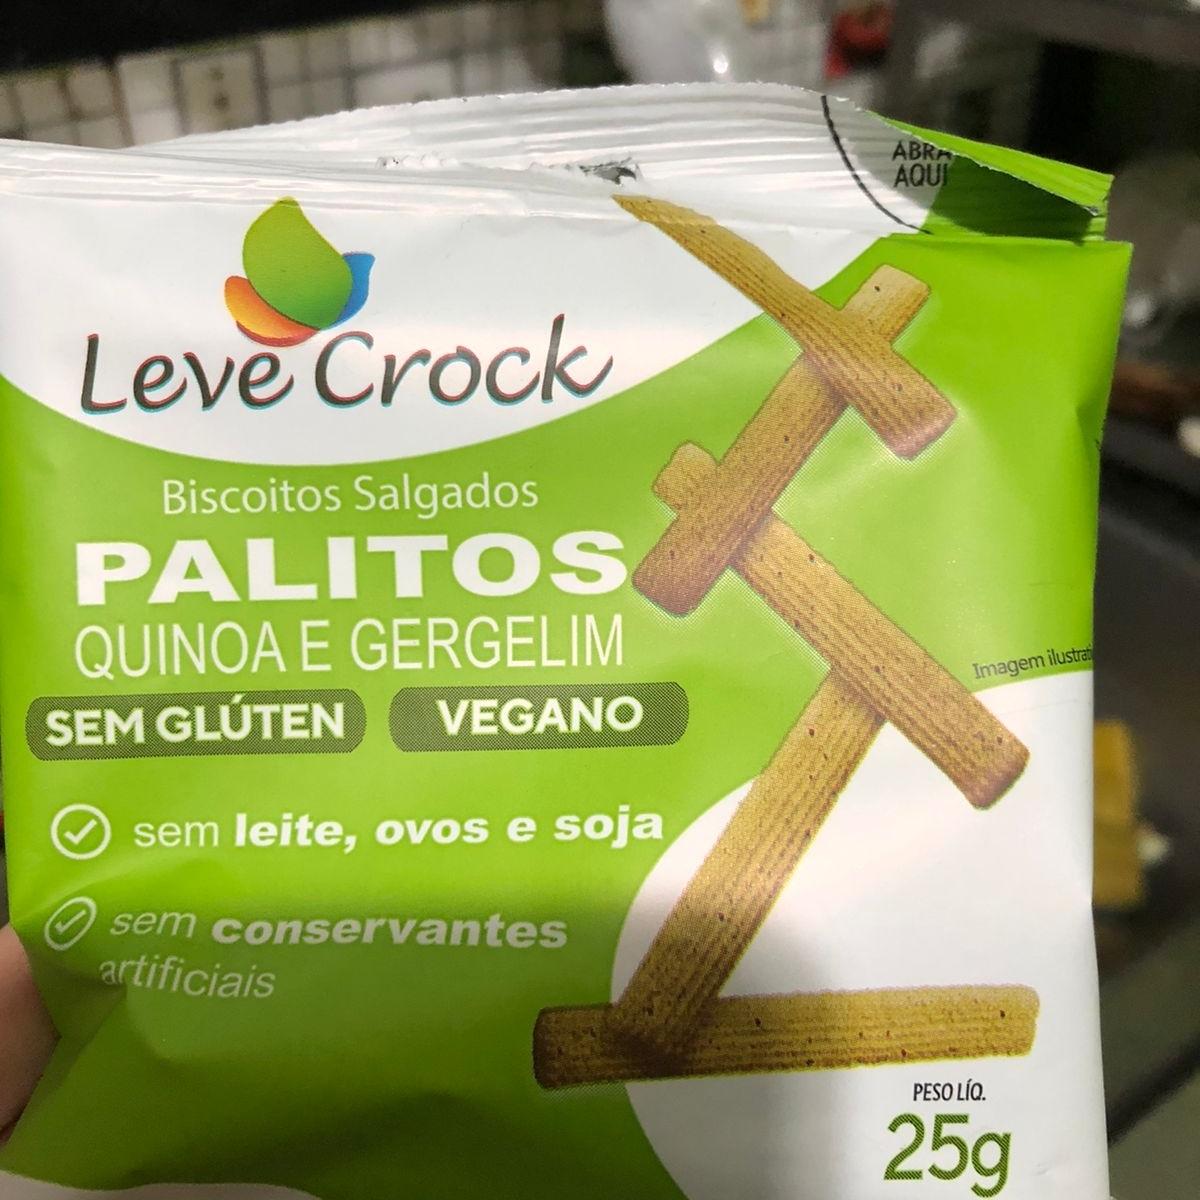 ABRA
AQUI
Leve Crock
Biscoitos Salgados
PALITOS
QUINOA E GERGELIM
SEM GLÚTEN VEGANO
sem leite, ovos e soja
sem conservantes
artificiais
Imagem
PESO LÍQ.
25g